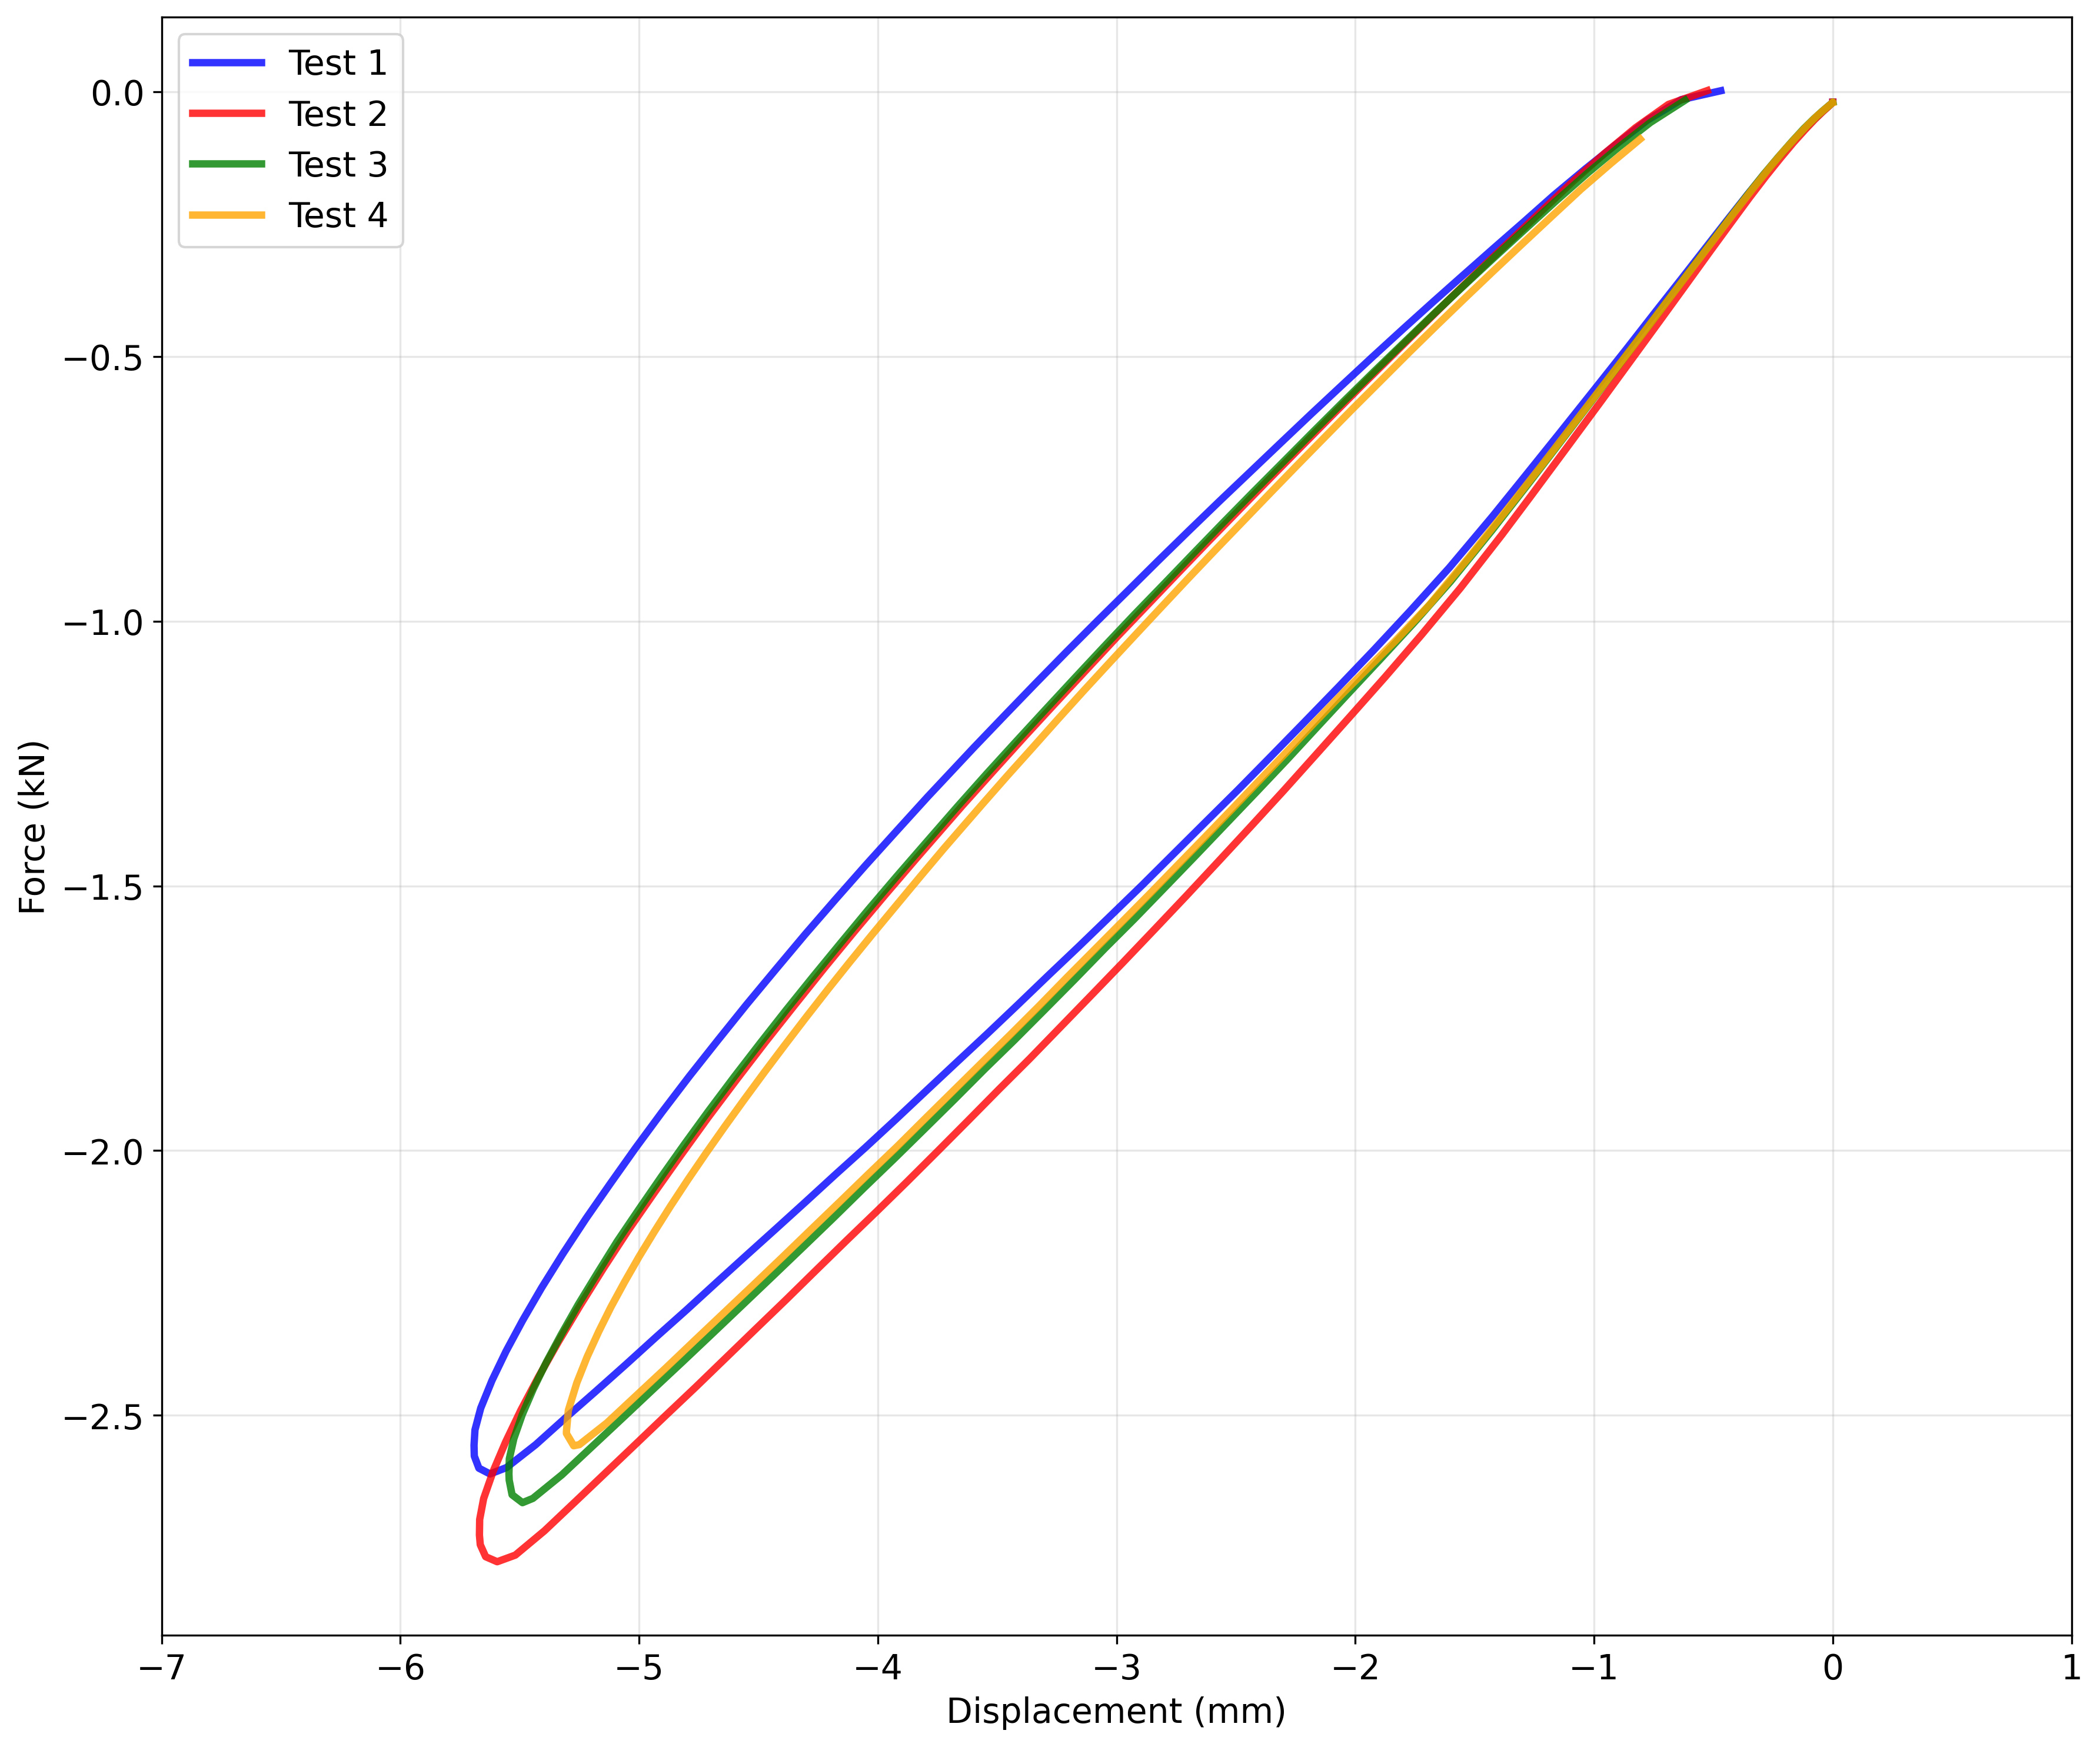 Test 1
Test 2
Test 3
Test 4
0.0
−0.5
−1.0
−1.5
−2.0
−2.5
Force (kN)
−7 −6 −5 −4 −3 −2 −1 0 1
Displacement (mm)